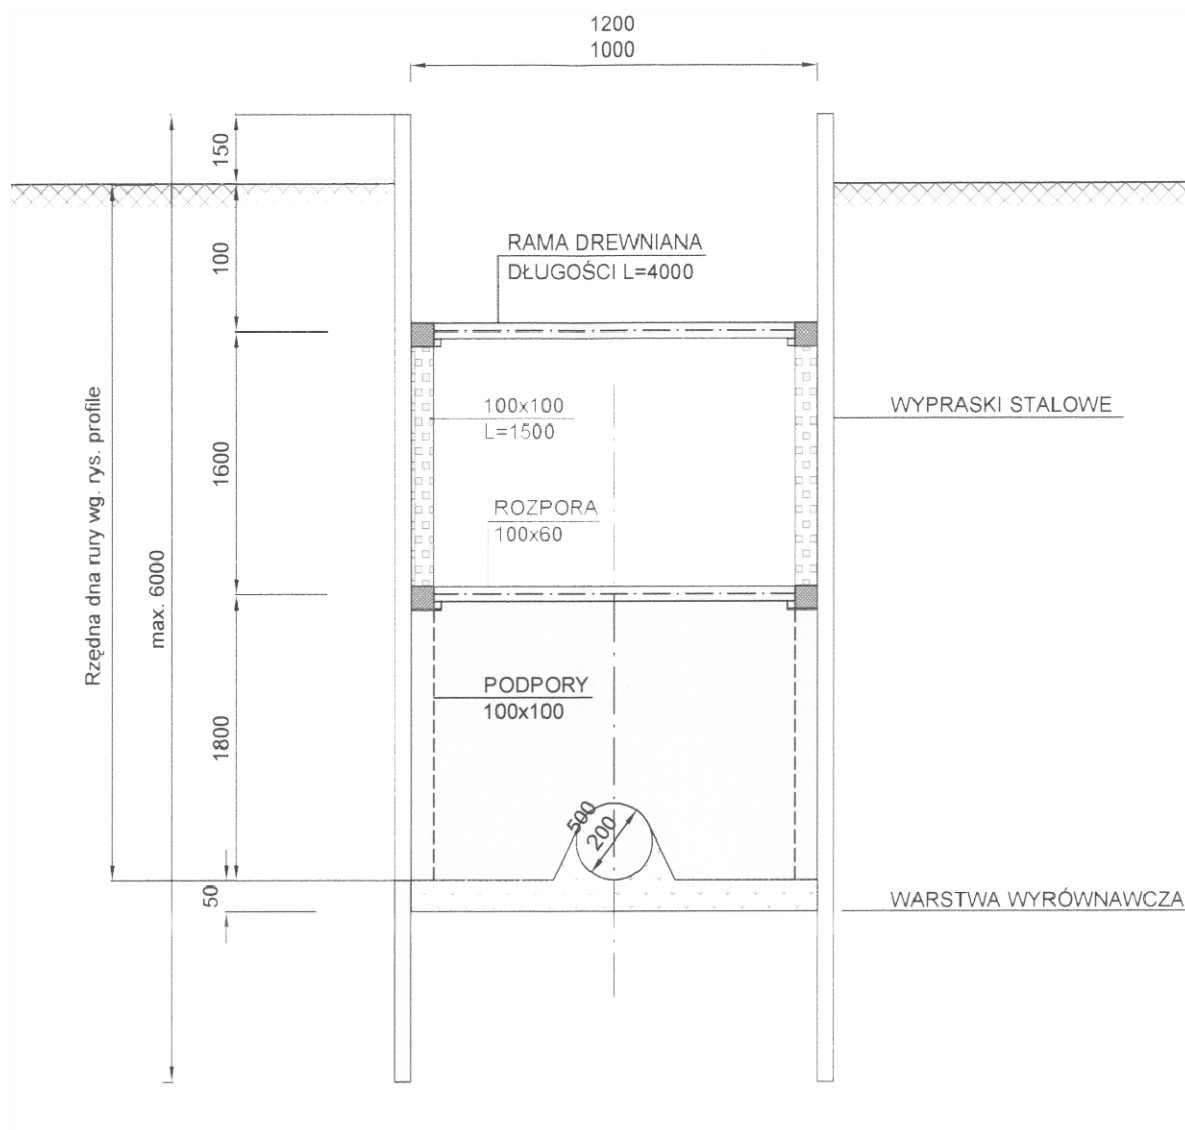 1200
1000
150
100
RAMA DREWNIANA
DŁUGOŚCI L=4000
100x100
L=1500
WYPRASKI STALOWE
1600
ROZPORA
100x60
Rzędna dna rury wg. rys. profile
max. 6000
PODPORY
100x100
1800
500
200
50
WARSTWA WYRÓWNAWCZA